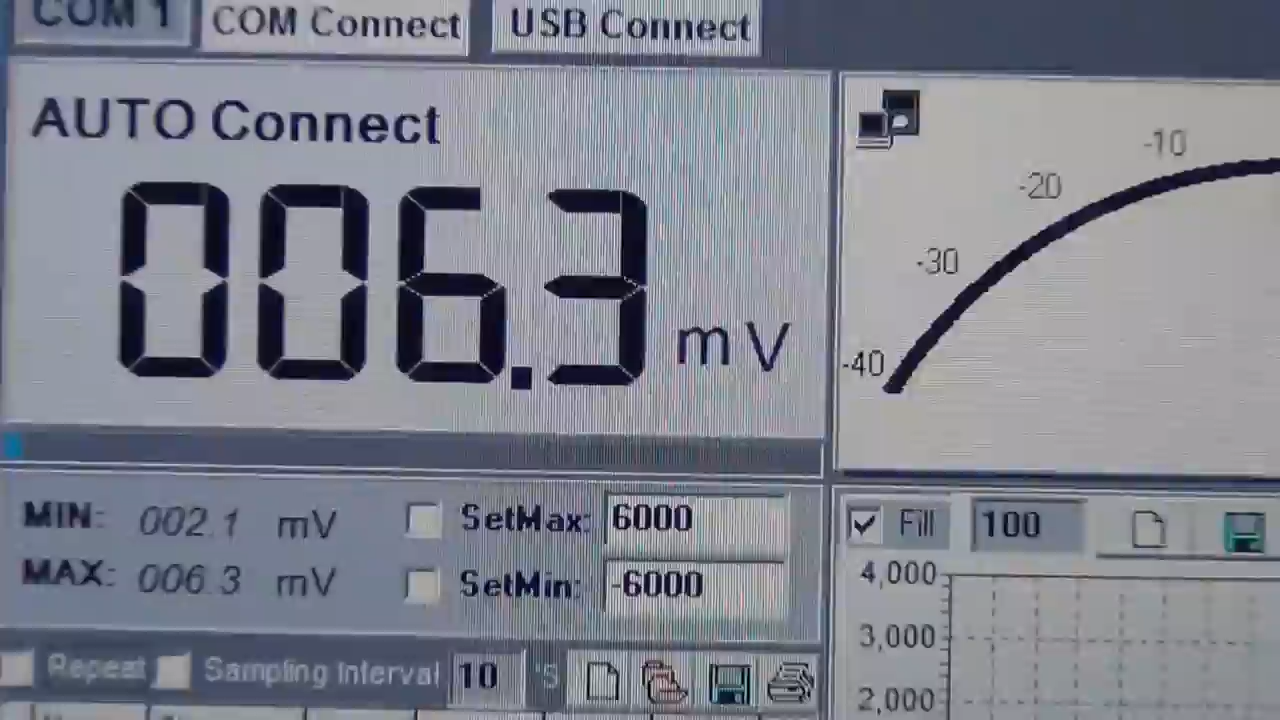 COM 1 COM Connect USB Connect
AUTO Connect
006.3 mV
-40
-30
-20
-10
MIN: 002.1 mV SetMax: 6000
MAX: 006.3 mV SetMin: -6000
Fill 100
4,000
3,000
2,000
Repeat Sampling Interval 10 'S